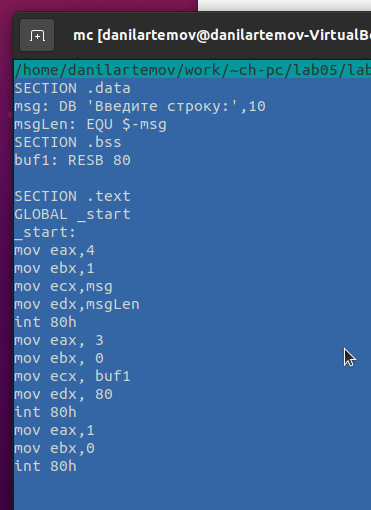 mc [danilartemov@danilartemov-VirtualBo
/home/danilartemov/work/~ch-pc/lab05/lab
SECTION .data
msg: DB 'Введите строку:',10
msgLen: EQU $-msg
SECTION .bss
buf1: RESB 80
SECTION .text
GLOBAL _start
_start:
mov eax,4
mov ebx,1
mov ecx,msg
mov edx,msgLen
int 80h
mov eax, 3
mov ebx, 0
mov ecx, buf1
mov edx, 80
int 80h
mov eax,1
mov ebx,0
int 80h